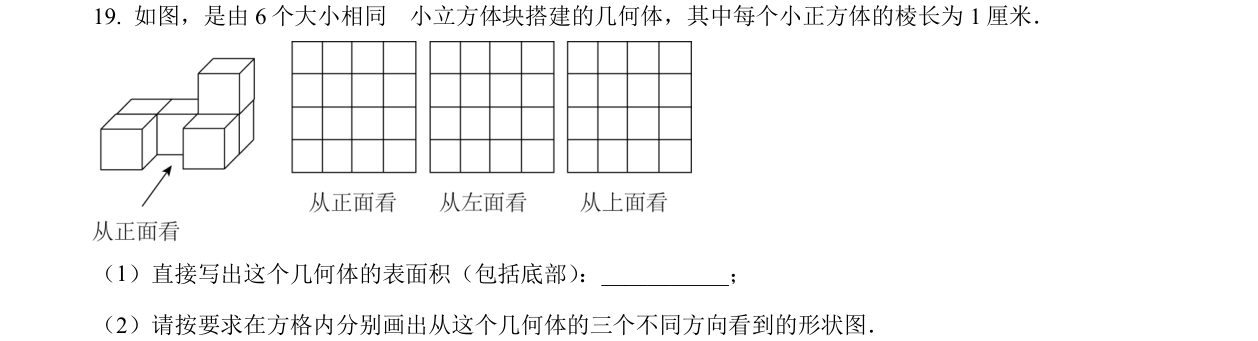 19. 如图，是由 6 个大小相同 小立方体块搭建的几何体，其中每个小正方体的棱长为 1 厘米．
从正面看 从左面看 从上面看
从正面看
（1）直接写出这个几何体的表面积（包括底部）：___________；
（2）请按要求在方格内分别画出从这个几何体的三个不同方向看到的形状图．